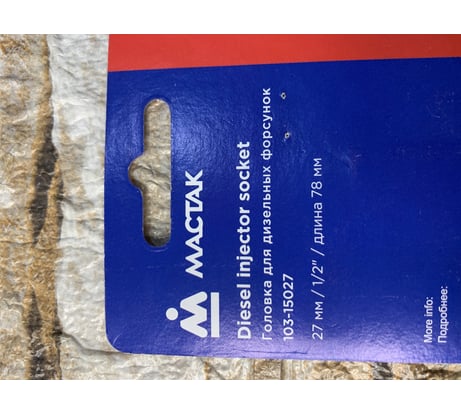 МАСТАК
Diesel injector socket
Головка для дизельных форсунок
103-15027
27 мм / 1/2" / длина 78 мм
More info:
Подробнее: